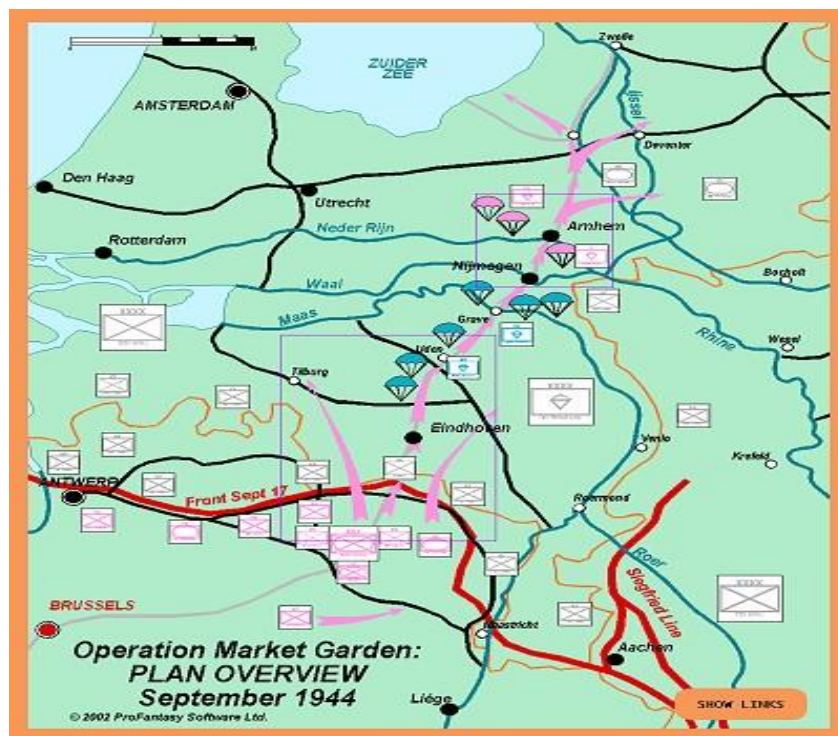 Zwolle
ZUIDER
ZEE
Ijssel
AMSTERDAM
Deventer
Den Haag
Utrecht
Neder Rijn
Arnhem
Rotterdam
Nijmegen
Bocholt
Waal
Maas
Grave
Rhine
Wesel
Uden
Tilburg
Eindhoven
Venlo
Krefeld
ANTWERP
Front Sept 17
Roermond
Roer
Siegfried Line
BRUSSELS
Maastricht
Aachen
Operation Market Garden:
PLAN OVERVIEW
September 1944
Liége
© 2002 ProFantasy Software Ltd.
SHOW LINKS